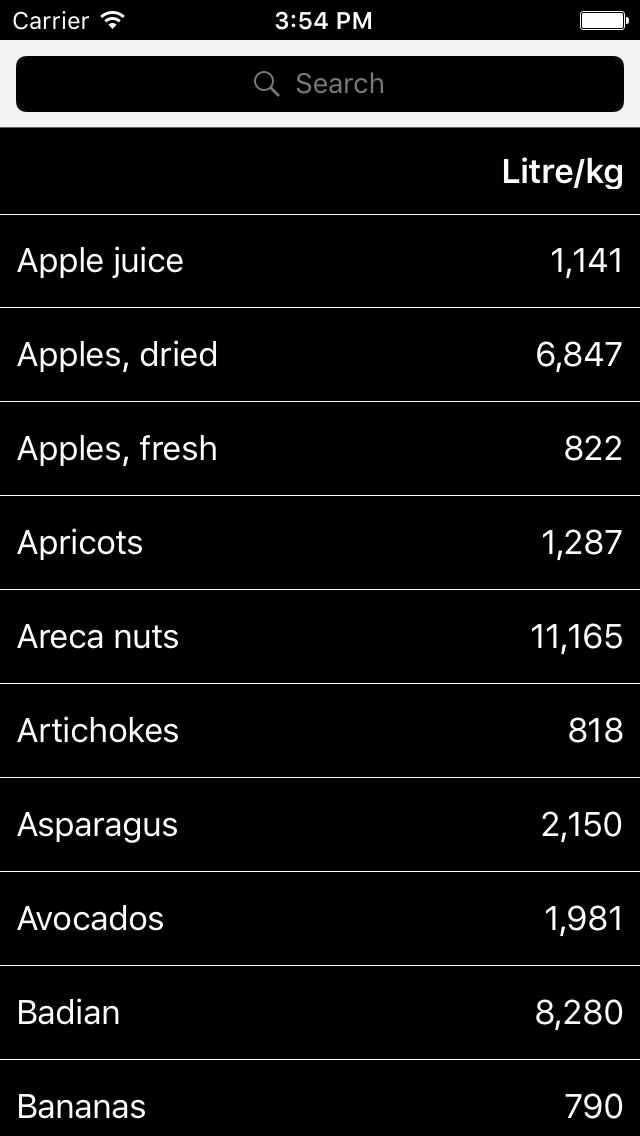 Carrier 3:54 PM
Search
Litre/kg
Apple juice 1,141
Apples, dried 6,847
Apples, fresh 822
Apricots 1,287
Areca nuts 11,165
Artichokes 818
Asparagus 2,150
Avocados 1,981
Badian 8,280
Bananas 790